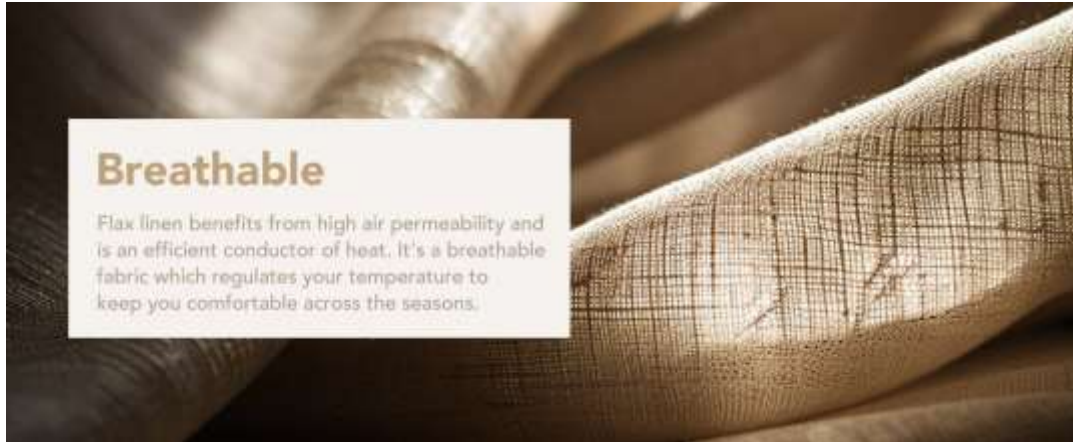 Breathable
Flax linen benefits from high air permeability and
is an efficient conductor of heat. It's a breathable
fabric which regulates your temperature to
keep you comfortable across the seasons.